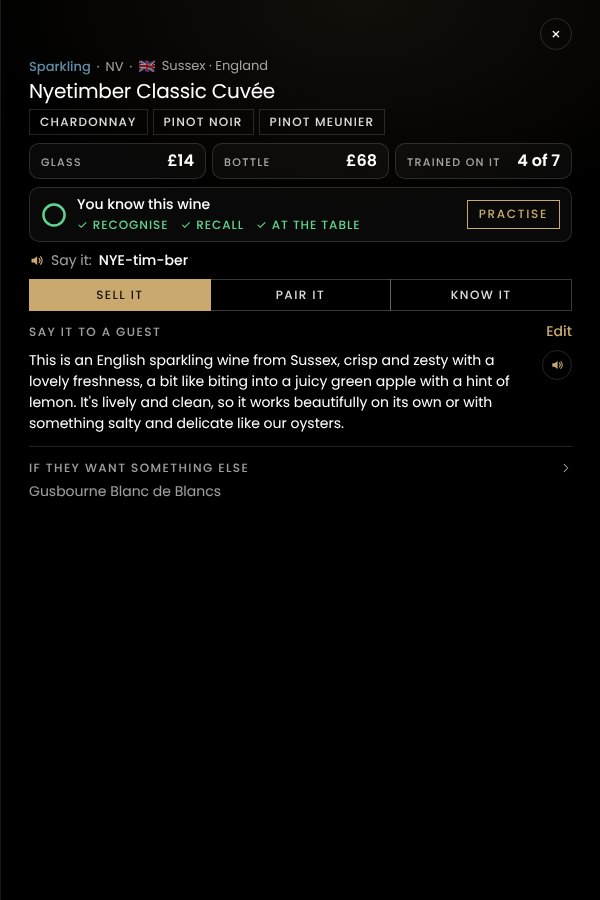 Sparkling · NV · Sussex · England
Nyetimber Classic Cuvée
CHARDONNAY PINOT NOIR PINOT MEUNIER
GLASS £14 BOTTLE £68 TRAINED ON IT 4 of 7
You know this wine
✓ RECOGNISE ✓ RECALL ✓ AT THE TABLE
PRACTISE
Say it: NYE-tim-ber
SELL IT PAIR IT KNOW IT
SAY IT TO A GUEST Edit
This is an English sparkling wine from Sussex, crisp and zesty with a
lovely freshness, a bit like biting into a juicy green apple with a hint of
lemon. It's lively and clean, so it works beautifully on its own or with
something salty and delicate like our oysters.
IF THEY WANT SOMETHING ELSE
Gusbourne Blanc de Blancs